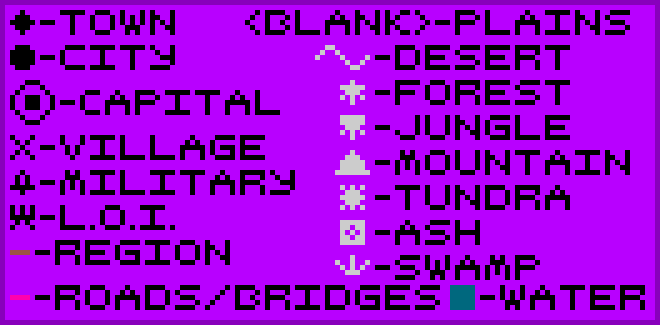 -TOWN
<BLANK>-PLAINS
-CITY
-DESERT
-FOREST
-CAPITAL
-JUNGLE
-VILLAGE
-MOUNTAIN
-MILITARY
-TUNDRA
-L.O.I.
-ASH
-REGION
-SWAMP
-ROADS/BRIDGES
-WATER